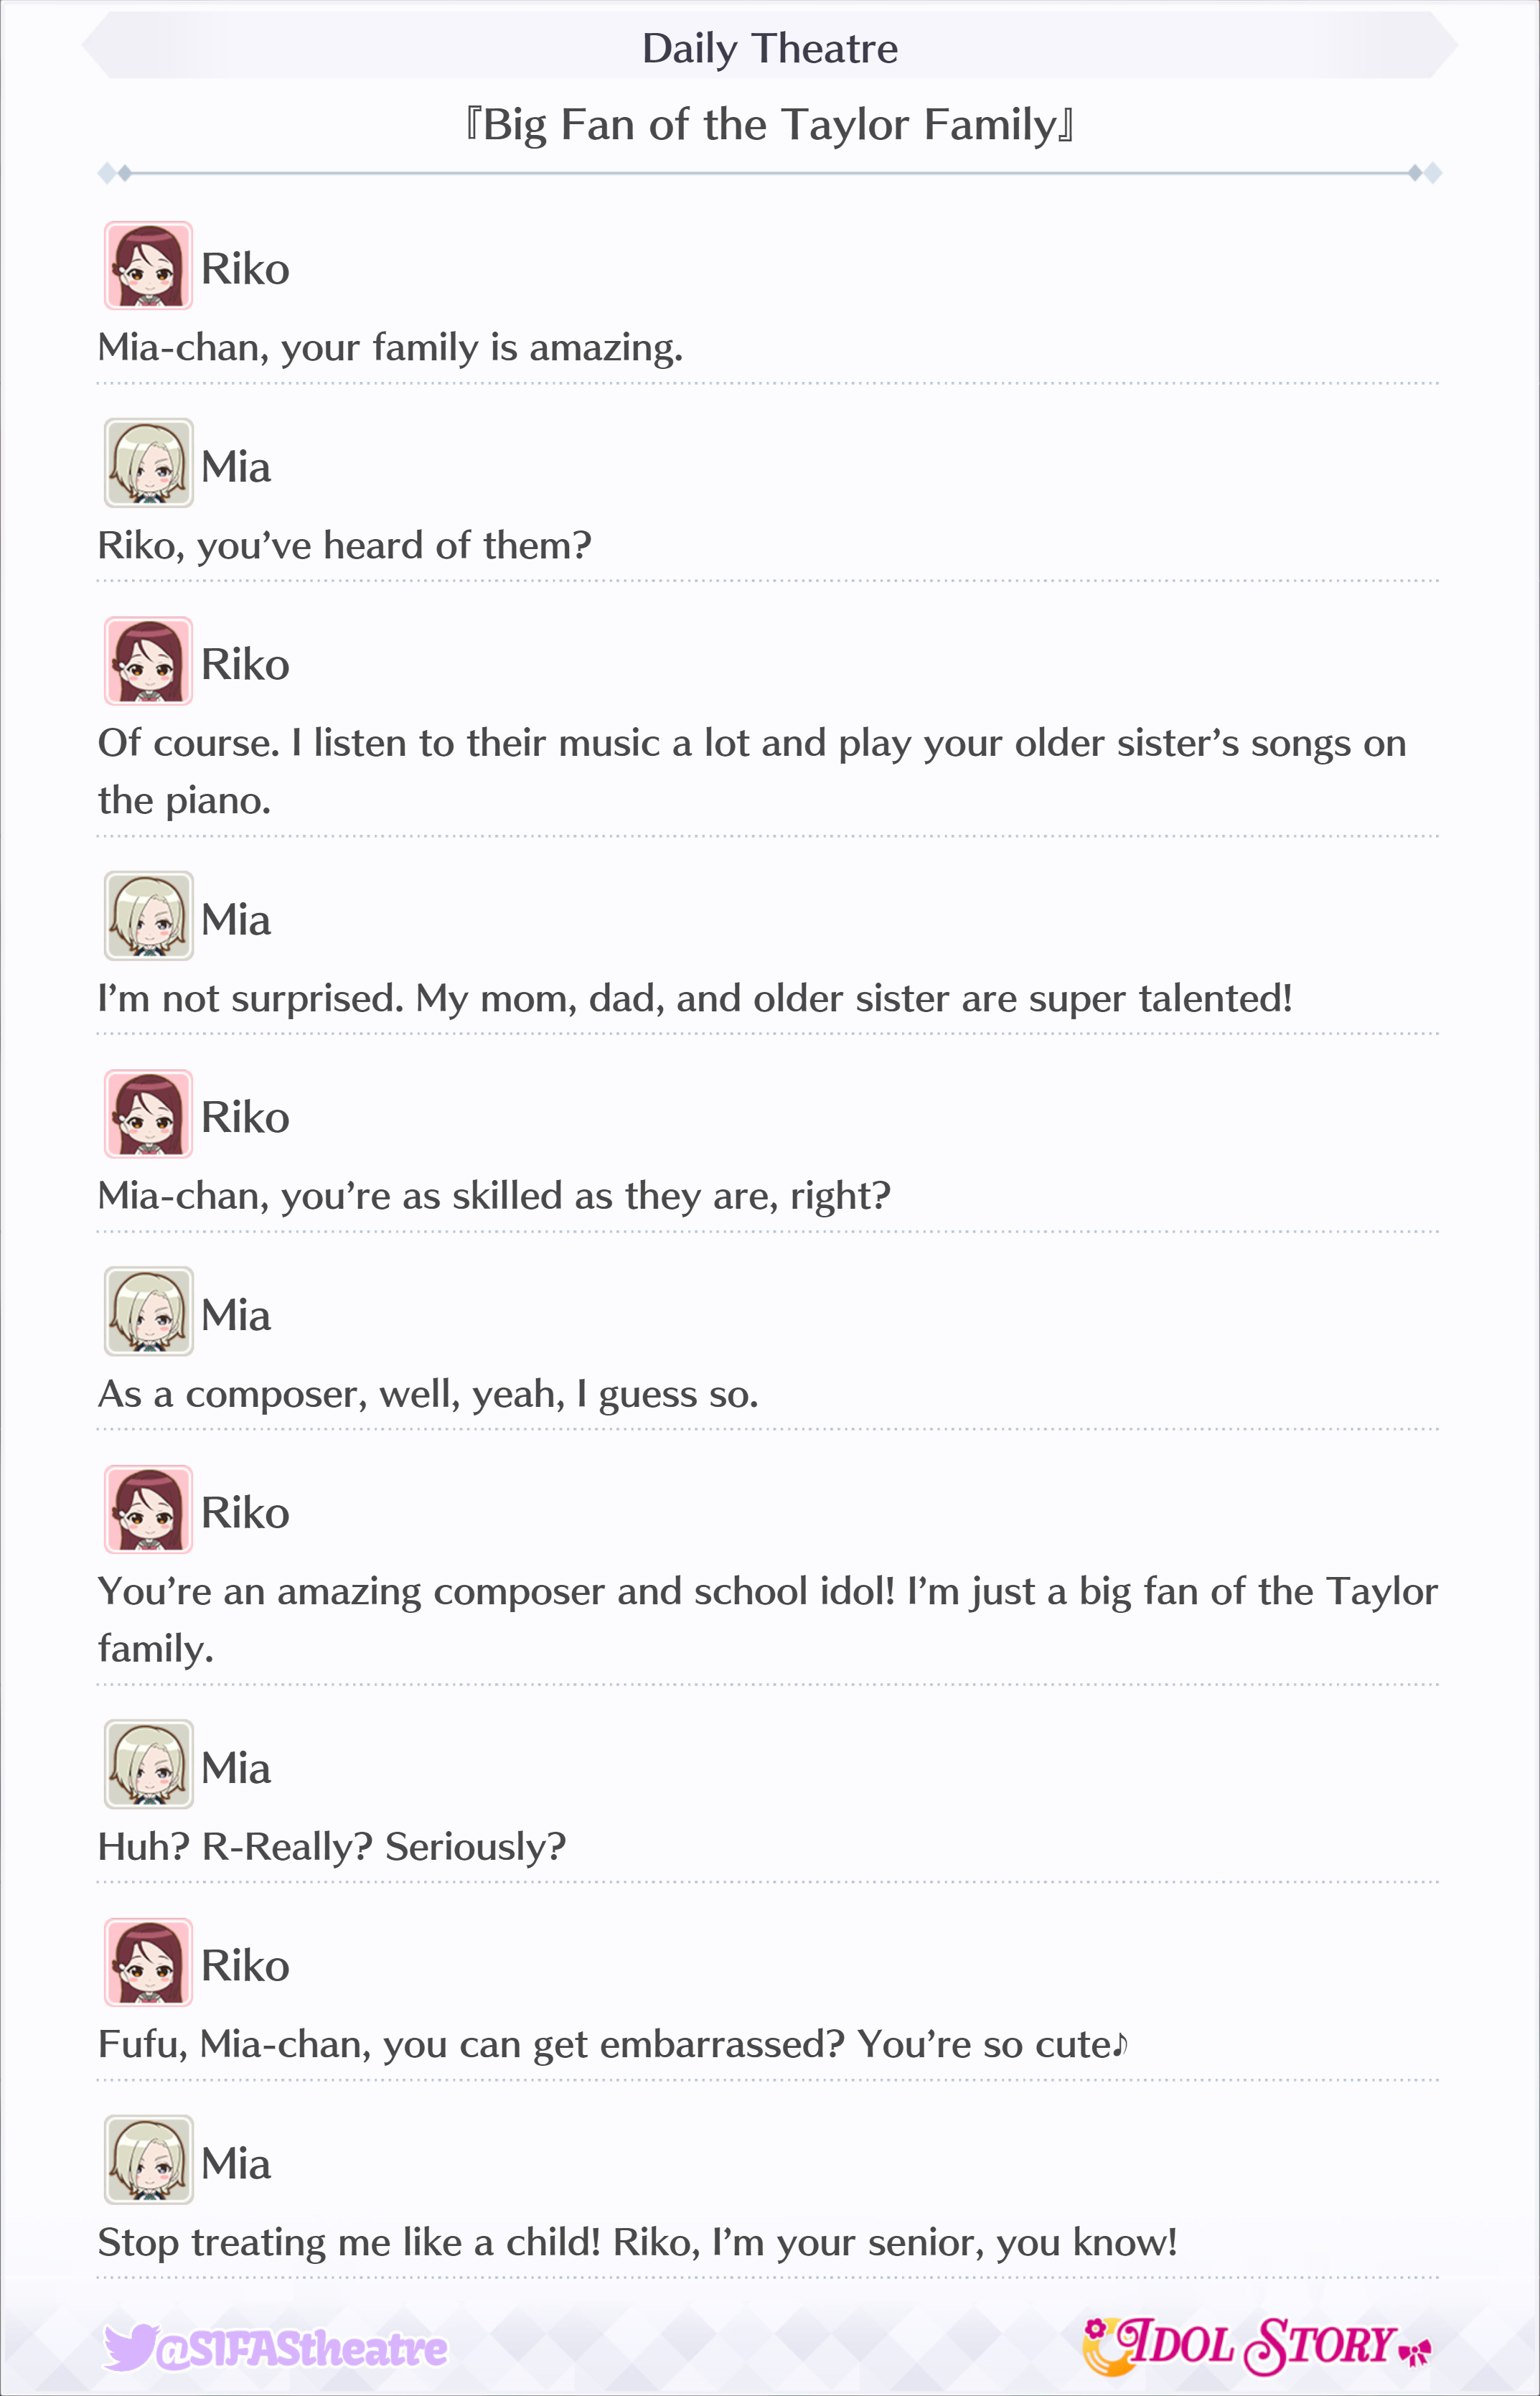 Daily Theatre
『Big Fan of the Taylor Family』
Riko
Mia-chan, your family is amazing.
Mia
Riko, you’ve heard of them?
Riko
Of course. I listen to their music a lot and play your older sister’s songs on
the piano.
Mia
I’m not surprised. My mom, dad, and older sister are super talented!
Riko
Mia-chan, you’re as skilled as they are, right?
Mia
As a composer, well, yeah, I guess so.
Riko
You’re an amazing composer and school idol! I’m just a big fan of the Taylor
family.
Mia
Huh? R-Really? Seriously?
Riko
Fufu, Mia-chan, you can get embarrassed? You’re so cute♪
Mia
Stop treating me like a child! Riko, I’m your senior, you know!
@SIFAStheatre
IDOL STORY